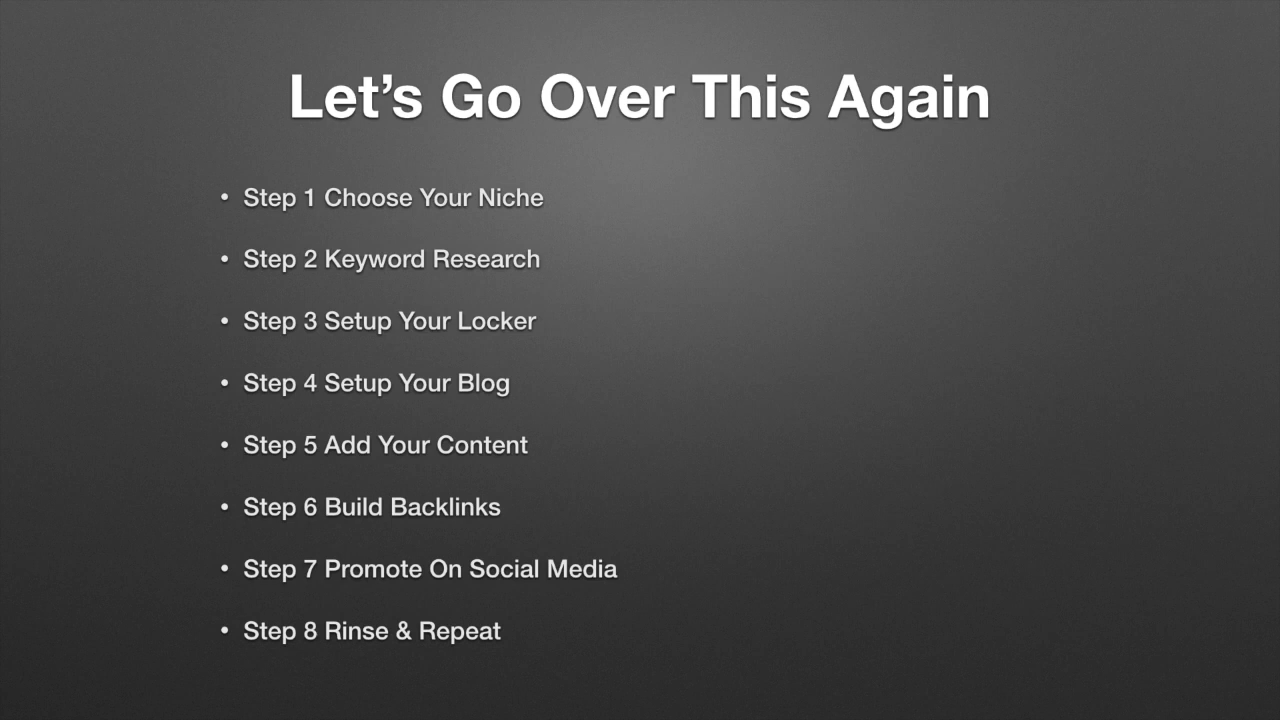 Let’s Go Over This Again
• Step 1 Choose Your Niche
• Step 2 Keyword Research
• Step 3 Setup Your Locker
• Step 4 Setup Your Blog
• Step 5 Add Your Content
• Step 6 Build Backlinks
• Step 7 Promote On Social Media
• Step 8 Rinse & Repeat